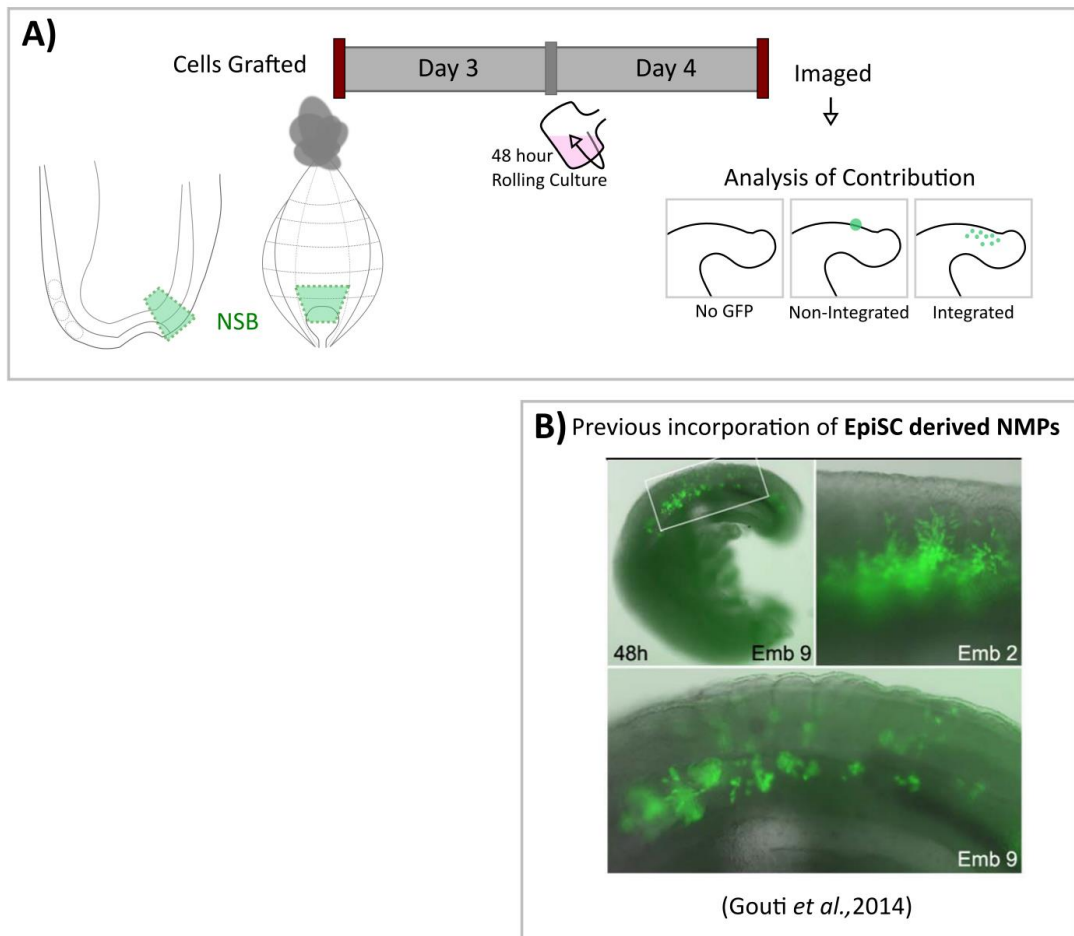 A)
Cells Grafted
Day 3
Day 4
Imaged
48 hour
Rolling Culture
NSB
Analysis of Contribution
No GFP
Non-Integrated
Integrated
B) Previous incorporation of EpiSC derived NMPs
48h
Emb 9
Emb 2
Emb 9
(Gouti et al.,2014)